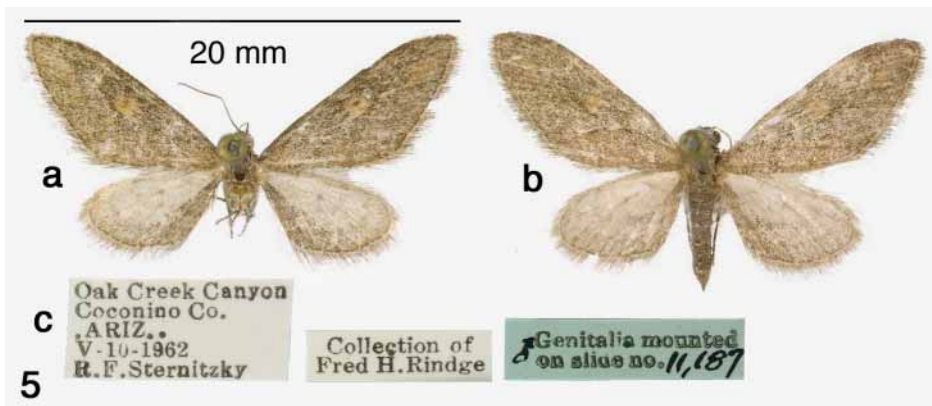 20 mm
a
b
c
Oak Creek Canyon
Coconino Co.
.ARIZ..
V-10-1962
R.F.Sternitzky
Collection of
Fred H.Rindge
♂Genitalia mounted
on slide no. 11,187
5